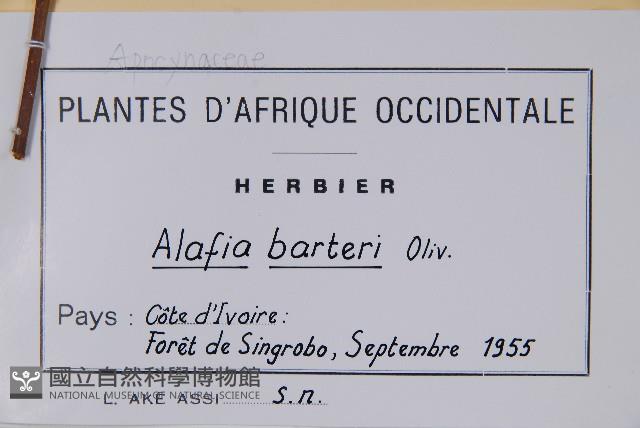 Apocynaceae
PLANTES D'AFRIQUE OCCIDENTALE
HERBIER
Alafia barteri Oliv.
Pays : Côte d'Ivoire:
Forêt de Singrobo, Septembre 1955
國立自然科學博物館
NATIONAL MUSEUM OF NATURAL SCIENCE
L. AKE ASSI s.n.